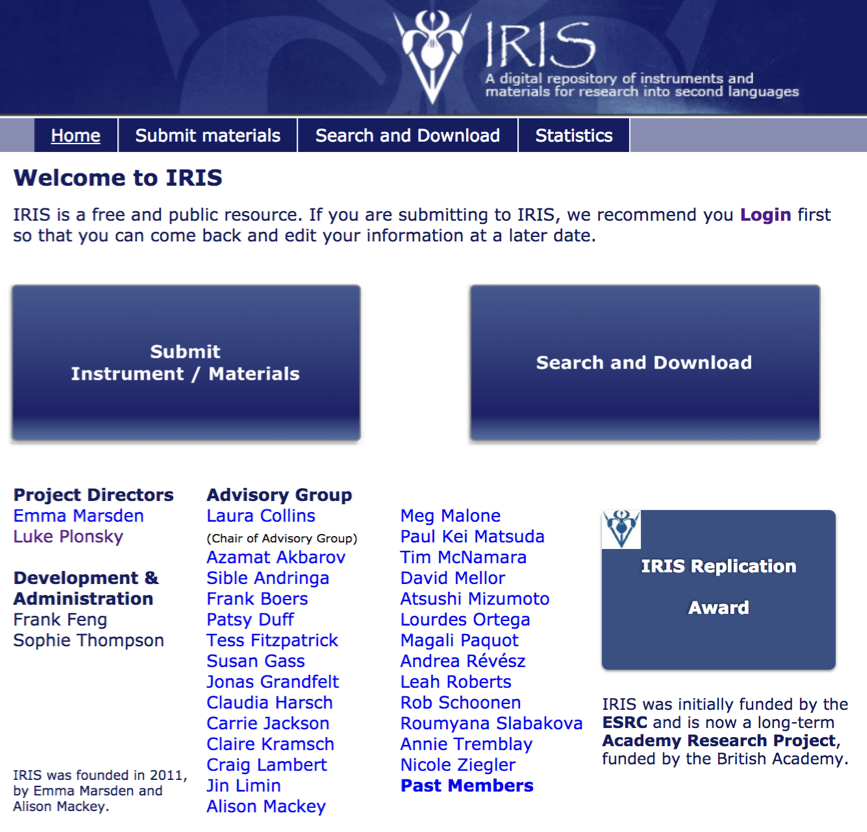 IRIS
A digital repository of instruments and
materials for research into second languages
Home
Submit materials
Search and Download
Statistics
Welcome to IRIS
IRIS is a free and public resource. If you are submitting to IRIS, we recommend you Login first
so that you can come back and edit your information at a later date.
Submit
Instrument / Materials
Search and Download
Project Directors
Emma Marsden
Luke Plonsky
Development &
Administration
Frank Feng
Sophie Thompson
IRIS was founded in 2011,
by Emma Marsden and
Alison Mackey.
Advisory Group
Laura Collins
(Chair of Advisory Group)
Azamat Akbarov
Sible Andringa
Frank Boers
Patsy Duff
Tess Fitzpatrick
Susan Gass
Jonas Grandfelt
Claudia Harsch
Carrie Jackson
Claire Kramsch
Craig Lambert
Jin Limin
Alison Mackey
Meg Malone
Paul Kei Matsuda
Tim McNamara
David Mellor
Atsushi Mizumoto
Lourdes Ortega
Magali Paquot
Andrea Révész
Leah Roberts
Rob Schoonen
Roumyana Slabakova
Annie Tremblay
Nicole Ziegler
Past Members
IRIS Replication
Award
IRIS was initially funded by the
ESRC and is now a long-term
Academy Research Project,
funded by the British Academy.